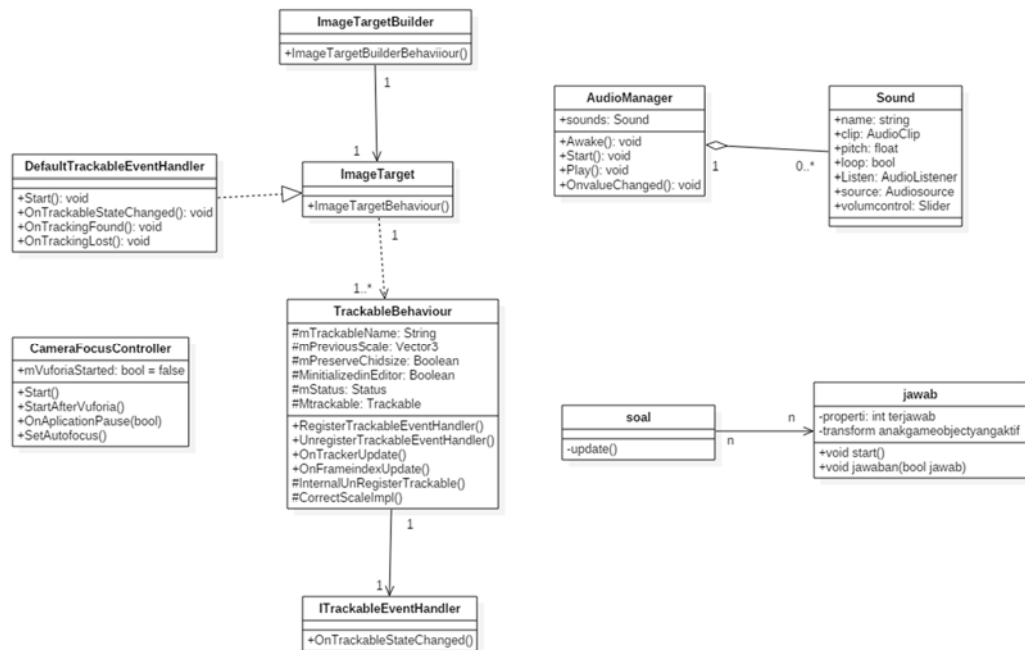 ImageTargetBuilder
+ImageTargetBuilderBehaviiour()
1
1
ImageTarget
+ImageTargetBehaviour()
DefaultTrackableEventHandler
+Start(): void
+OnTrackableStateChanged(): void
+OnTrackingFound(): void
+OnTrackingLost(): void
1
1..*
TrackableBehaviour
#mTrackableName: String
#mPreviousScale: Vector3
#mPreserveChidsize: Boolean
#MinitializedinEditor: Boolean
#mStatus: Status
#Mtrackable: Trackable
+RegisterTrackableEventHandler()
+UnregisterTrackableEventHandler()
+OnTrackerUpdate()
+OnFrameindexUpdate()
#InternalUnRegisterTrackable()
#CorrectScaleImpl()
CameraFocusController
+mVuforiaStarted: bool = false
+Start()
+StartAfterVuforia()
+OnAplicationPause(bool)
+SetAutofocus()
1
1
ITrackableEventHandler
+OnTrackableStateChanged()
AudioManager
+sounds: Sound
+Awake(): void
+Start(): void
+Play(): void
+OnvalueChanged(): void
1
0..*
Sound
+name: string
+clip: AudioClip
+pitch: float
+loop: bool
+Listen: AudioListener
+source: Audiosource
+volumcontrol: Slider
soal
-update()
n
n
jawab
-properti: int terjawab
-transform anakgameobjectyangaktif
+void start()
+void jawaban(bool jawab)